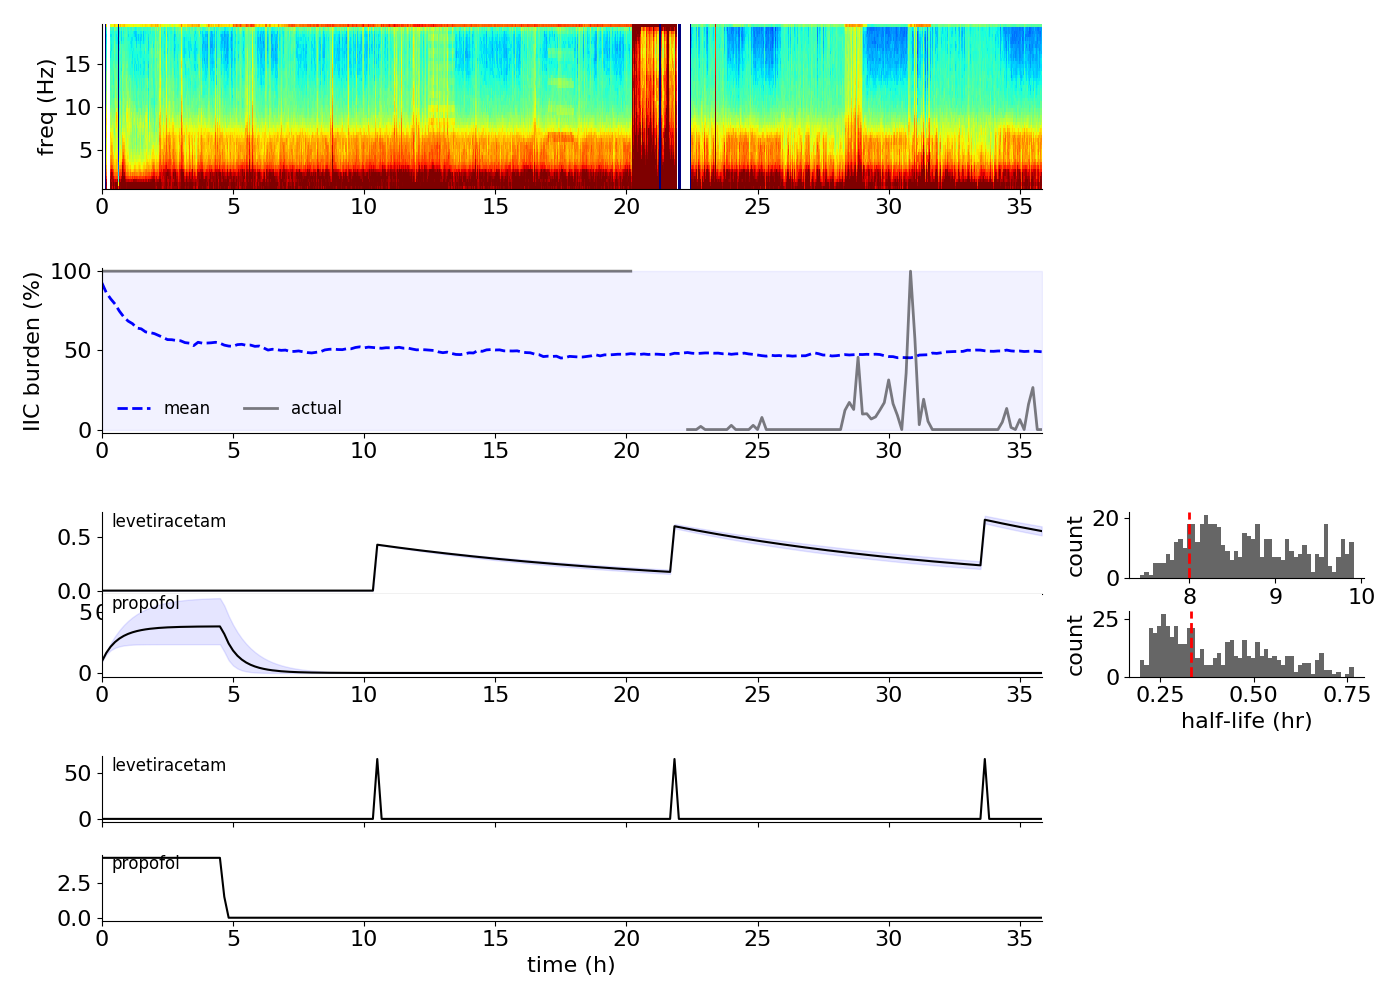 freq (Hz)
15
10
5
0 5 10 15 20 25 30 35
IIC burden (%)
100
50
0
mean actual
0 5 10 15 20 25 30 35
levetiracetam
0.5
0.0
count
20
0
8 9 10
propofol
50
0
0 5 10 15 20 25 30 35
count
25
0
0.25 0.50 0.75
half-life (hr)
levetiracetam
50
0
propofol
2.5
0.0
0 5 10 15 20 25 30 35
time (h)